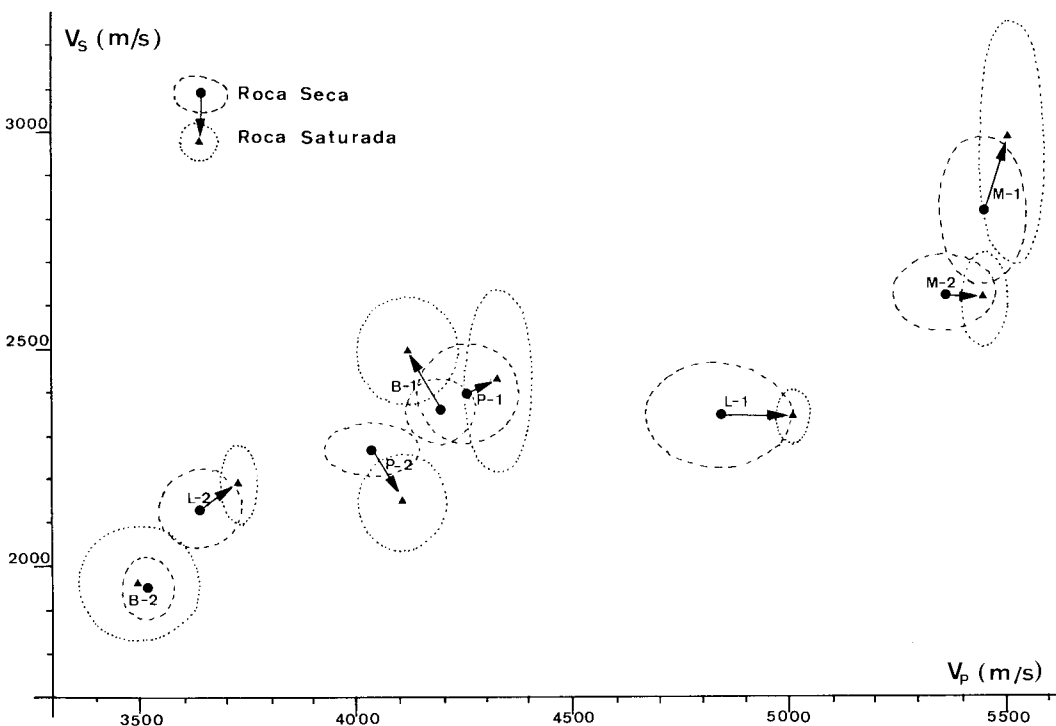 V_S (m/s)
Roca Seca
Roca Saturada
3000
M-1
M-2
2500
B-1
P-1
L-1
P-2
L-2
2000
B-2
V_P (m/s)
3500 4000 4500 5000 5500